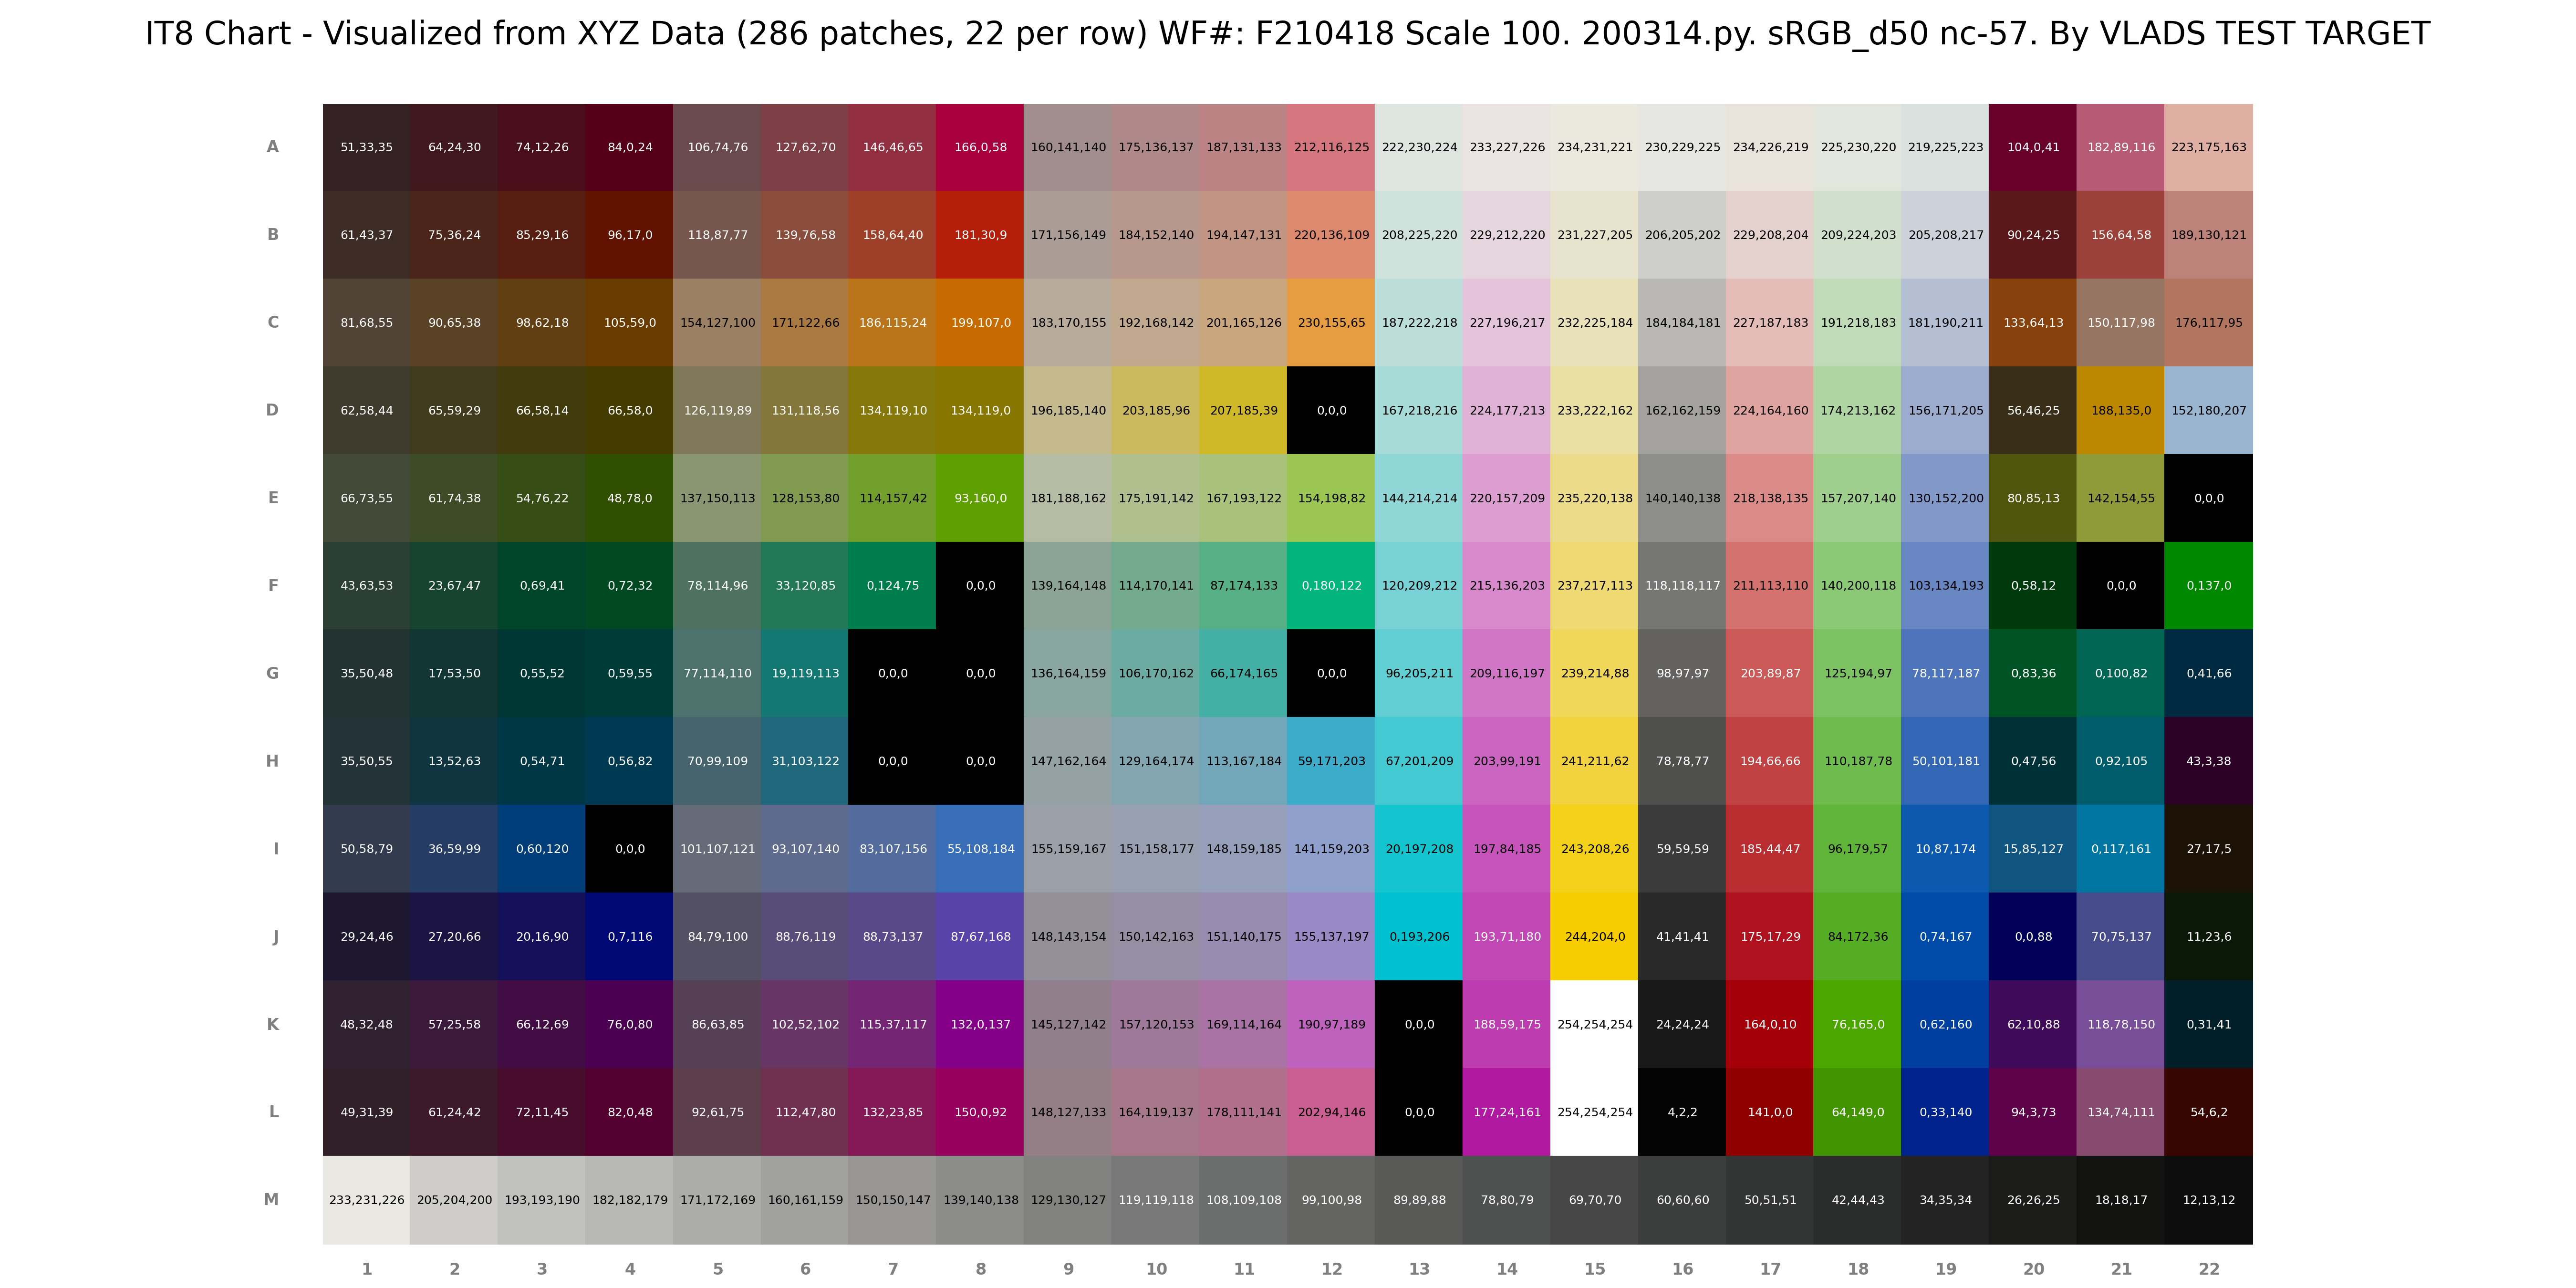 IT8 Chart - Visualized from XYZ Data (286 patches, 22 per row) WF#: F210418 Scale 100. 200314.py. sRGB_d50 nc-57. By VLADS TEST TARGET
A 51,33,35 64,24,30 74,12,26 84,0,24 106,74,76 127,62,70 146,46,65 166,0,58 160,141,140 175,136,137 187,131,133 212,116,125 222,230,224 233,227,226 234,231,221 230,229,225 234,226,219 225,230,220 219,225,223 104,0,41 182,89,116 223,175,163
B 61,43,37 75,36,24 85,29,16 96,17,0 118,87,77 139,76,58 158,64,40 181,30,9 171,156,149 184,152,140 194,147,131 220,136,109 208,225,220 229,212,220 231,227,205 206,205,202 229,208,204 209,224,203 205,208,217 90,24,25 156,64,58 189,130,121
C 81,68,55 90,65,38 98,62,18 105,59,0 154,127,100 171,122,66 186,115,24 199,107,0 183,170,155 192,168,142 201,165,126 230,155,65 187,222,218 227,196,217 232,225,184 184,184,181 227,187,183 191,218,183 181,190,211 133,64,13 150,117,98 176,117,95
D 62,58,44 65,59,29 66,58,14 66,58,0 126,119,89 131,118,56 134,119,10 134,119,0 196,185,140 203,185,96 207,185,39 0,0,0 167,218,216 224,177,213 233,222,162 162,162,159 224,164,160 174,213,162 156,171,205 56,46,25 188,135,0 152,180,207
E 66,73,55 61,74,38 54,76,22 48,78,0 137,150,113 128,153,80 114,157,42 93,160,0 181,188,162 175,191,142 167,193,122 154,198,82 144,214,214 220,157,209 235,220,138 140,140,138 218,138,135 157,207,140 130,152,200 80,85,13 142,154,55 0,0,0
F 43,63,53 23,67,47 0,69,41 0,72,32 78,114,96 33,120,85 0,124,75 0,0,0 139,164,148 114,170,141 87,174,133 0,180,122 120,209,212 215,136,203 237,217,113 118,118,117 211,113,110 140,200,118 103,134,193 0,58,12 0,0,0 0,137,0
G 35,50,48 17,53,50 0,55,52 0,59,55 77,114,110 19,119,113 0,0,0 0,0,0 136,164,159 106,170,162 66,174,165 0,0,0 96,205,211 209,116,197 239,214,88 98,97,97 203,89,87 125,194,97 78,117,187 0,83,36 0,100,82 0,41,66
H 35,50,55 13,52,63 0,54,71 0,56,82 70,99,109 31,103,122 0,0,0 0,0,0 147,162,164 129,164,174 113,167,184 59,171,203 67,201,209 203,99,191 241,211,62 78,78,77 194,66,66 110,187,78 50,101,181 0,47,56 0,92,105 43,3,38
I 50,58,79 36,59,99 0,60,120 0,0,0 101,107,121 93,107,140 83,107,156 55,108,184 155,159,167 151,158,177 148,159,185 141,159,203 20,197,208 197,84,185 243,208,26 59,59,59 185,44,47 96,179,57 10,87,174 15,85,127 0,117,161 27,17,5
J 29,24,46 27,20,66 20,16,90 0,7,116 84,79,100 88,76,119 88,73,137 87,67,168 148,143,154 150,142,163 151,140,175 155,137,197 0,193,206 193,71,180 244,204,0 41,41,41 175,17,29 84,172,36 0,74,167 0,0,88 70,75,137 11,23,6
K 48,32,48 57,25,58 66,12,69 76,0,80 86,63,85 102,52,102 115,37,117 132,0,137 145,127,142 157,120,153 169,114,164 190,97,189 0,0,0 188,59,175 254,254,254 24,24,24 164,0,10 76,165,0 0,62,160 62,10,88 118,78,150 0,31,41
L 49,31,39 61,24,42 72,11,45 82,0,48 92,61,75 112,47,80 132,23,85 150,0,92 148,127,133 164,119,137 178,111,141 202,94,146 0,0,0 177,24,161 254,254,254 4,2,2 141,0,0 64,149,0 0,33,140 94,3,73 134,74,111 54,6,2
M 233,231,226 205,204,200 193,193,190 182,182,179 171,172,169 160,161,159 150,150,147 139,140,138 129,130,127 119,119,118 108,109,108 99,100,98 89,89,88 78,80,79 69,70,70 60,60,60 50,51,51 42,44,43 34,35,34 26,26,25 18,18,17 12,13,12
1 2 3 4 5 6 7 8 9 10 11 12 13 14 15 16 17 18 19 20 21 22